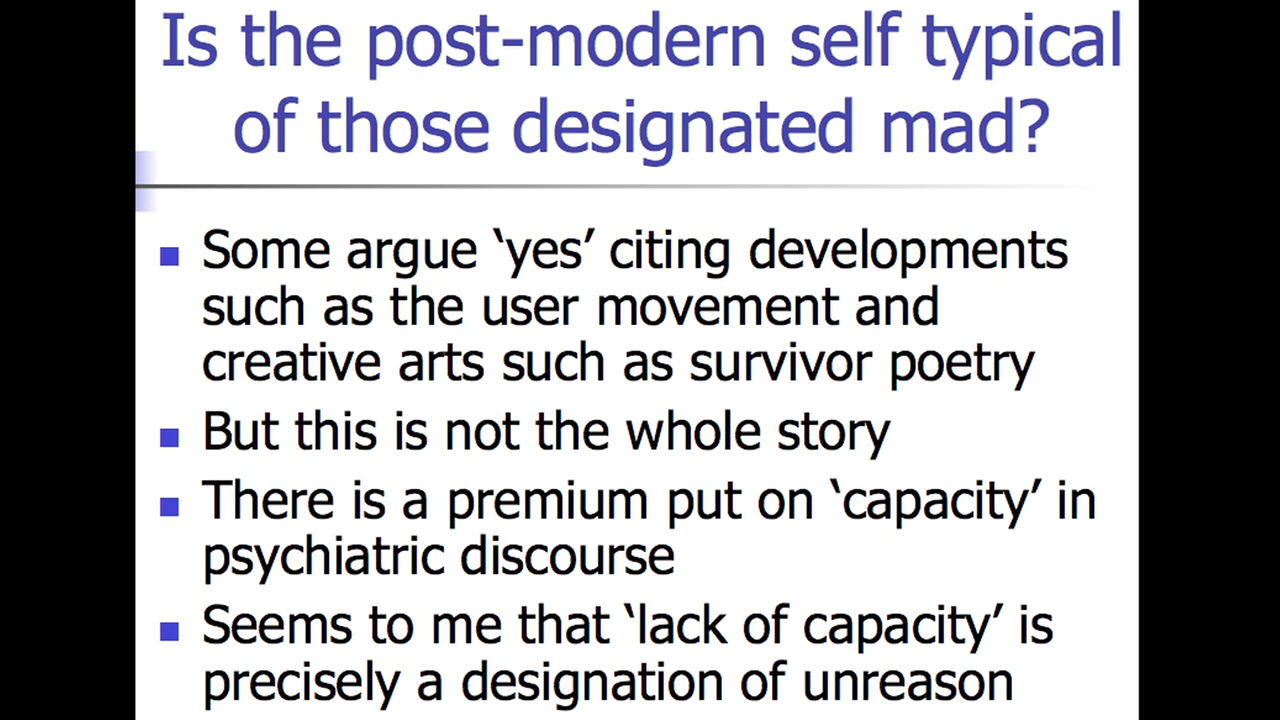 Is the post-modern self typical
of those designated mad?
Some argue ‘yes’ citing developments
such as the user movement and
creative arts such as survivor poetry
But this is not the whole story
There is a premium put on ‘capacity’ in
psychiatric discourse
Seems to me that ‘lack of capacity’ is
precisely a designation of unreason